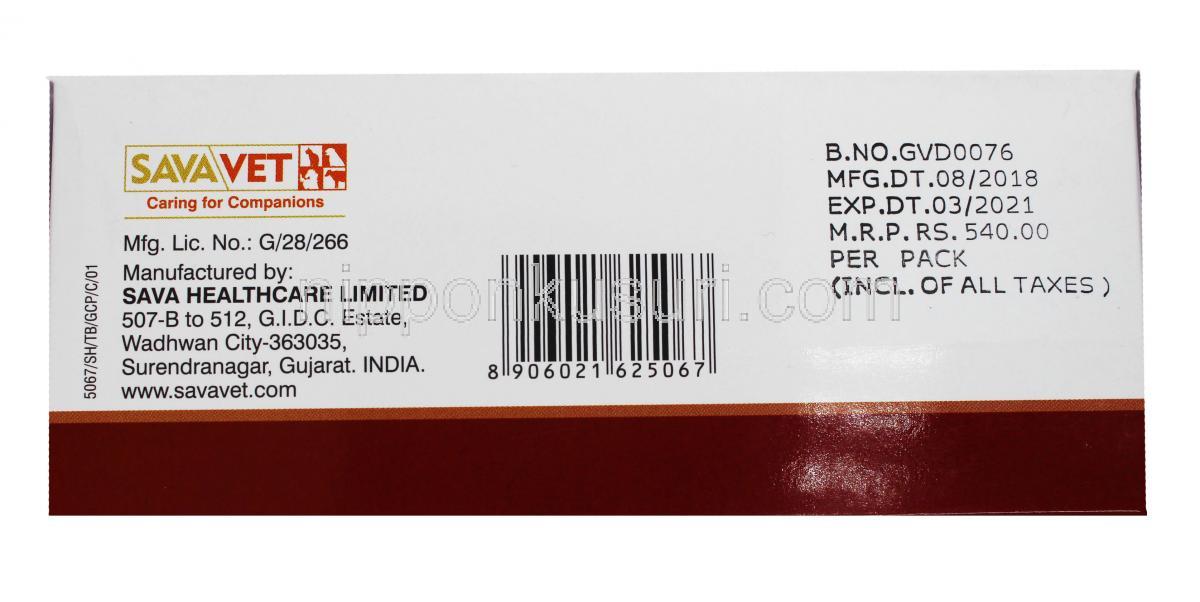 SAVA VET
Caring for Companions
Mfg. Lic. No.: G/28/266
Manufactured by:
SAVA HEALTHCARE LIMITED
507-B to 512, G.I.D.C. Estate,
Wadhwan City-363035,
Surendranagar, Gujarat. INDIA.
www.savavet.com
5067/SH/TB/GCP/C/01
8 906021 625067
B.NO.GVD0076
MFG.DT.08/2018
EXP.DT.03/2021
M.R.P.RS. 540.00
PER PACK
(INCL. OF ALL TAXES )
nipponkusuri.com